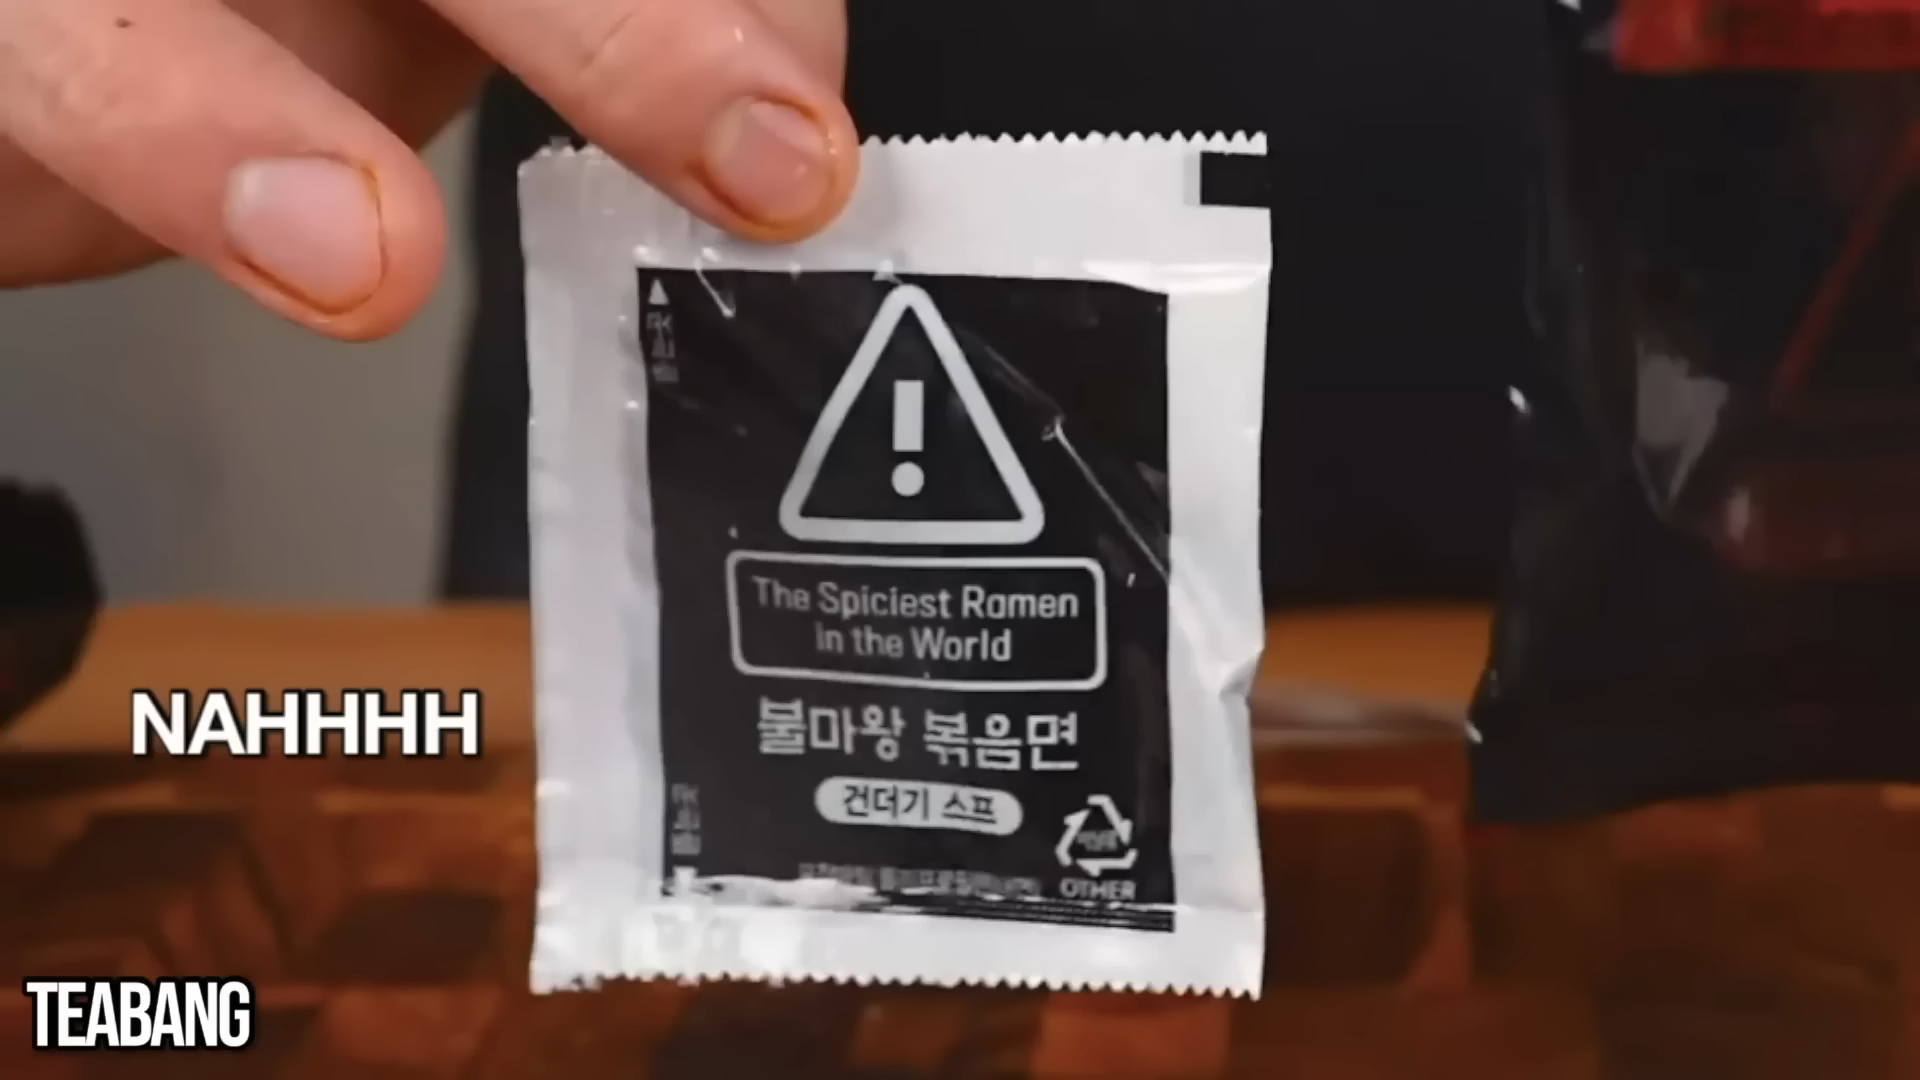 The Spiciest Ramen
in the World
불마왕 볶음면
건더기 스프
OTHER
NAHHHH
TEABANG